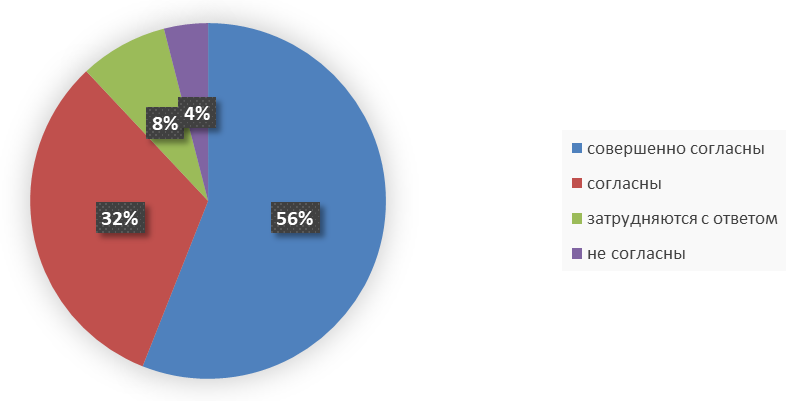 4%
8%
32%
56%
совершенно согласны
согласны
затрудняются с ответом
не согласны